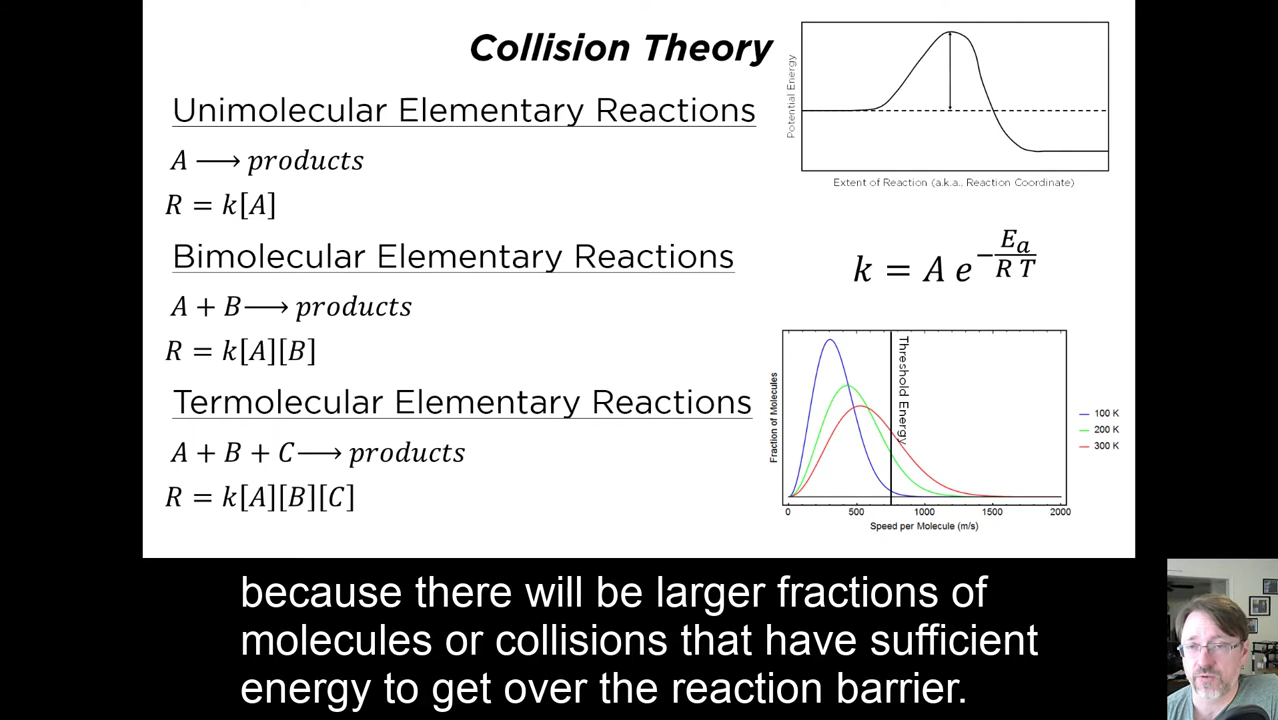 Collision Theory
Unimolecular Elementary Reactions
A ⟶ products
R = k[A]
Bimolecular Elementary Reactions
A + B ⟶ products
R = k[A][B]
Termolecular Elementary Reactions
A + B + C ⟶ products
R = k[A][B][C]
Potential Energy
Extent of Reaction (a.k.a., Reaction Coordinate)
k = A e^{-\frac{E_a}{R T}}
Threshold Energy
Fraction of Molecules
100 K
200 K
300 K
0 500 1000 1500 2000
Speed per Molecule (m/s)
because there will be larger fractions of
molecules or collisions that have sufficient
energy to get over the reaction barrier.